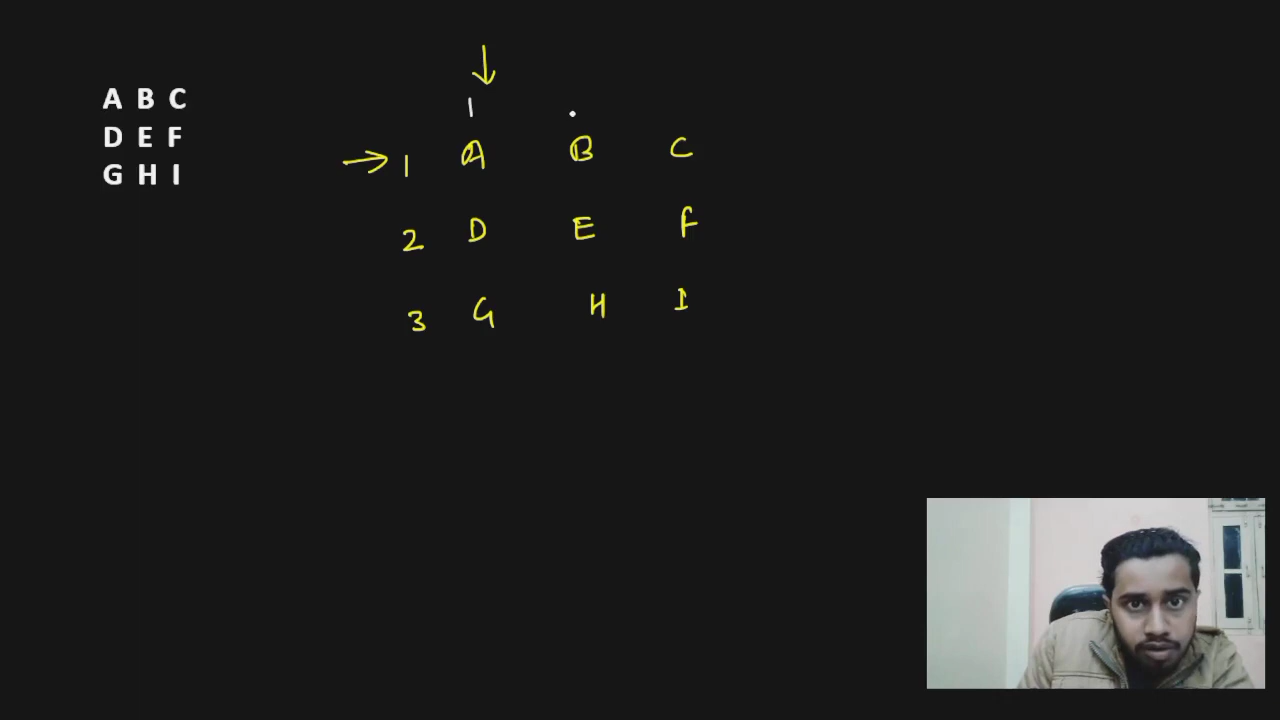 A B C
D E F
G H I
1
1 A B C
2 D E F
3 G H I